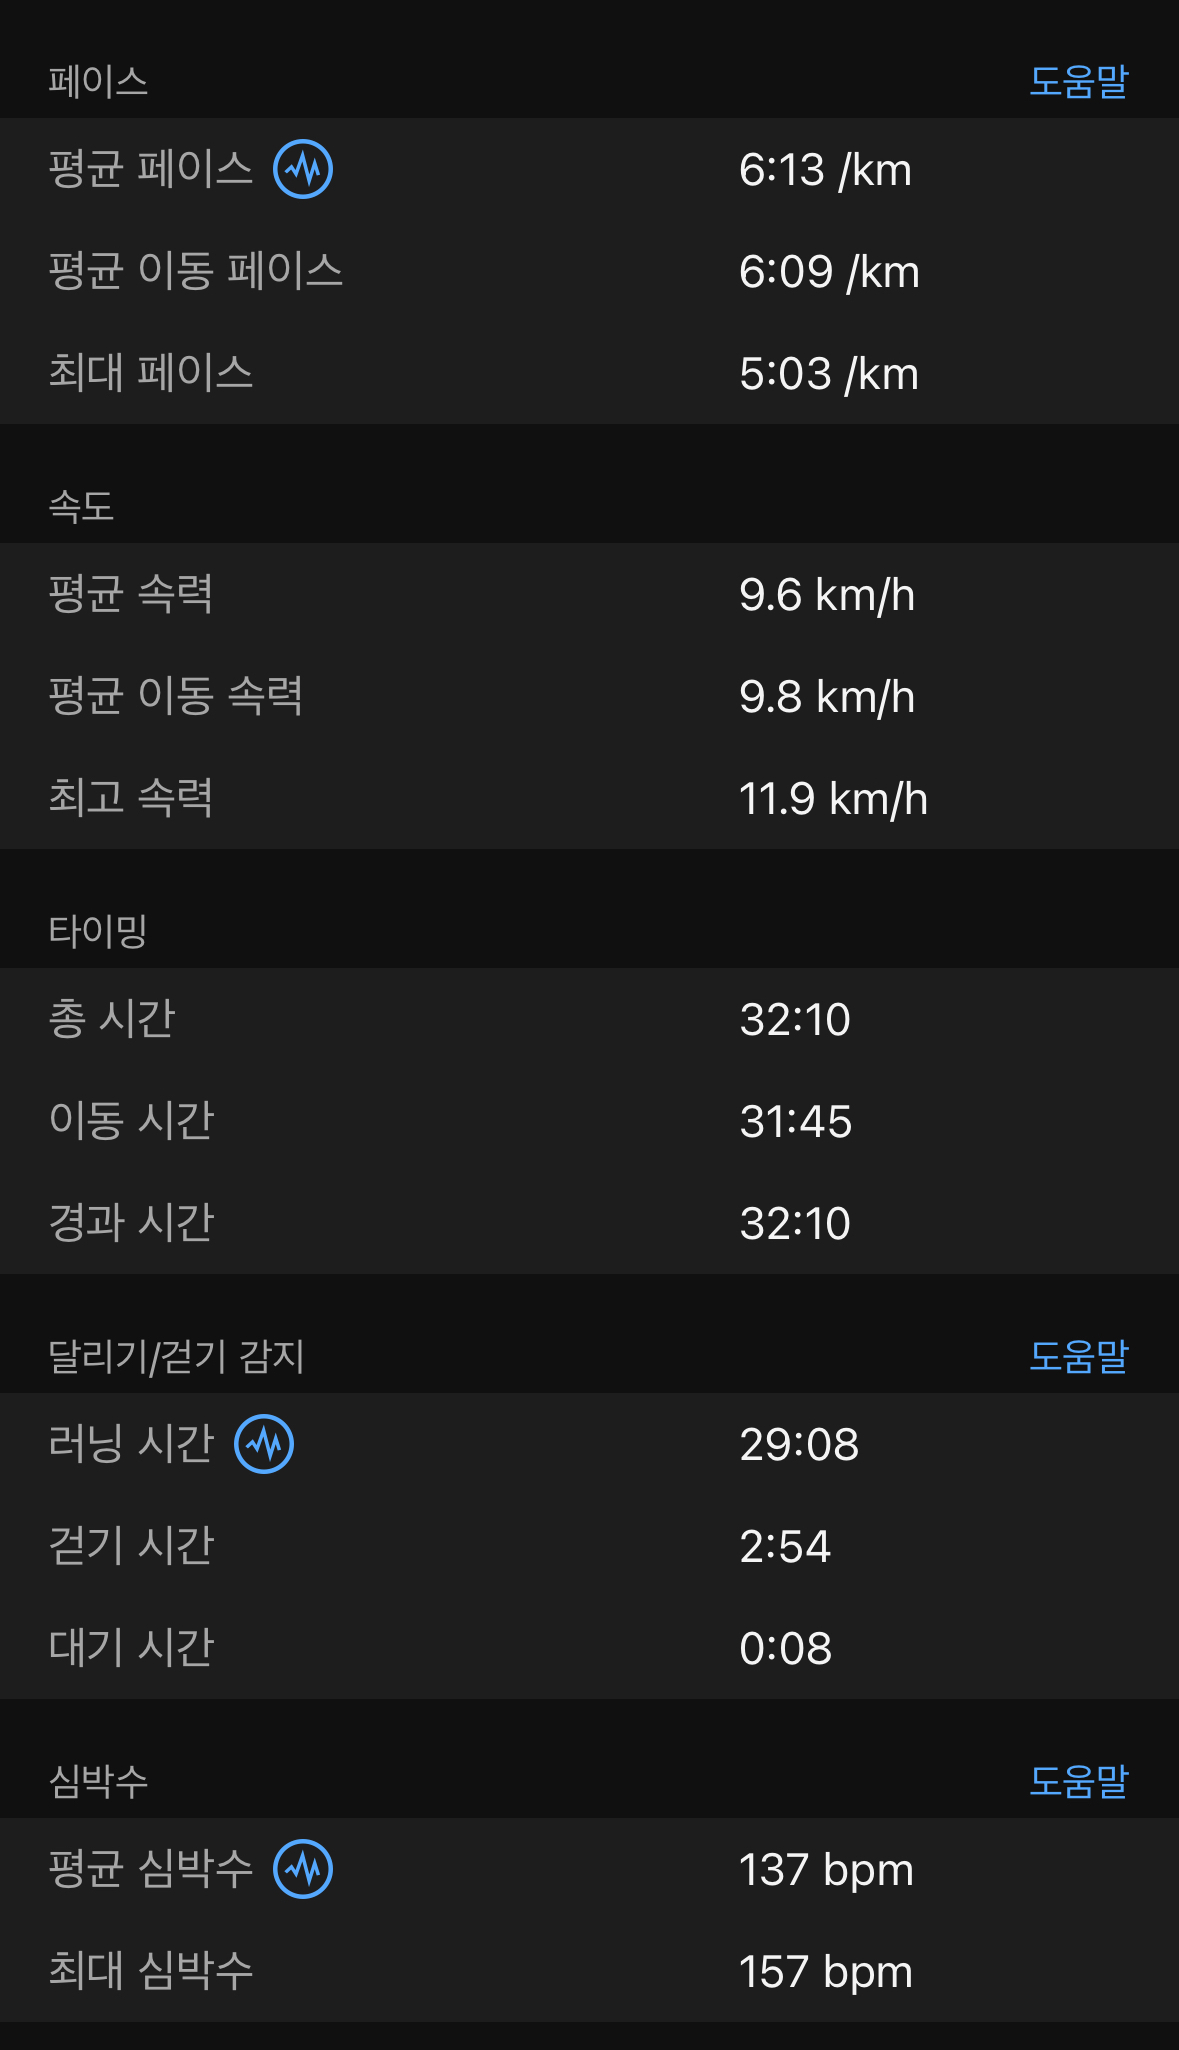 페이스 도움말
평균 페이스 6:13 /km
평균 이동 페이스 6:09 /km
최대 페이스 5:03 /km
속도
평균 속력 9.6 km/h
평균 이동 속력 9.8 km/h
최고 속력 11.9 km/h
타이밍
총 시간 32:10
이동 시간 31:45
경과 시간 32:10
달리기/걷기 감지 도움말
러닝 시간 29:08
걷기 시간 2:54
대기 시간 0:08
심박수 도움말
평균 심박수 137 bpm
최대 심박수 157 bpm